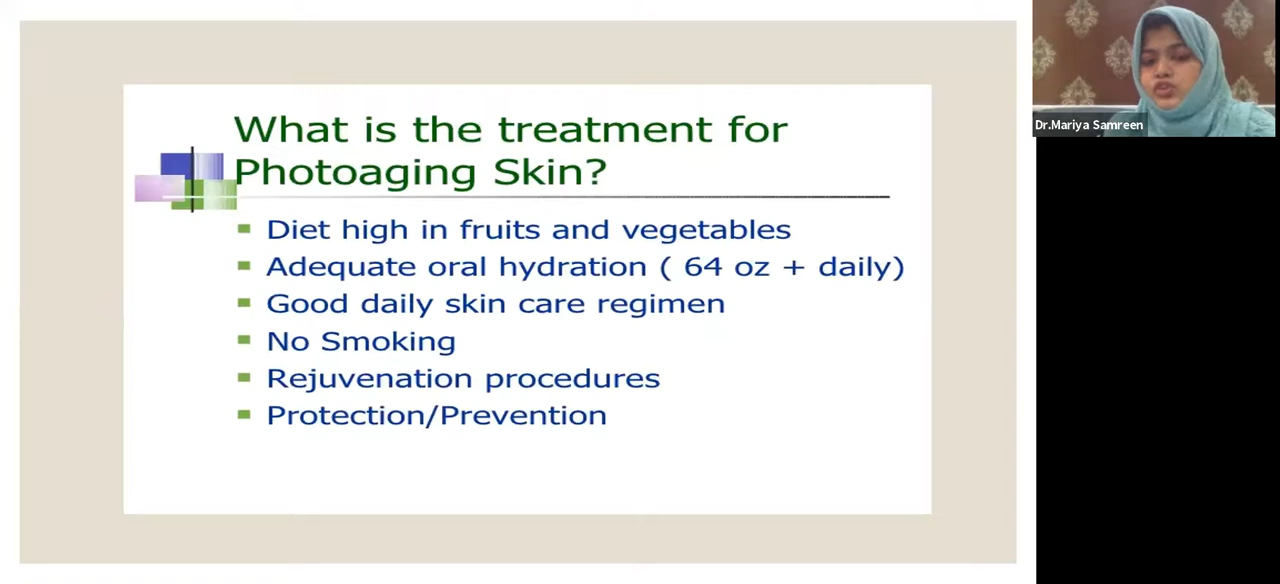 What is the treatment for
Photoaging Skin?
Diet high in fruits and vegetables
Adequate oral hydration ( 64 oz + daily)
Good daily skin care regimen
No Smoking
Rejuvenation procedures
Protection/Prevention
Dr.Mariya Samreen